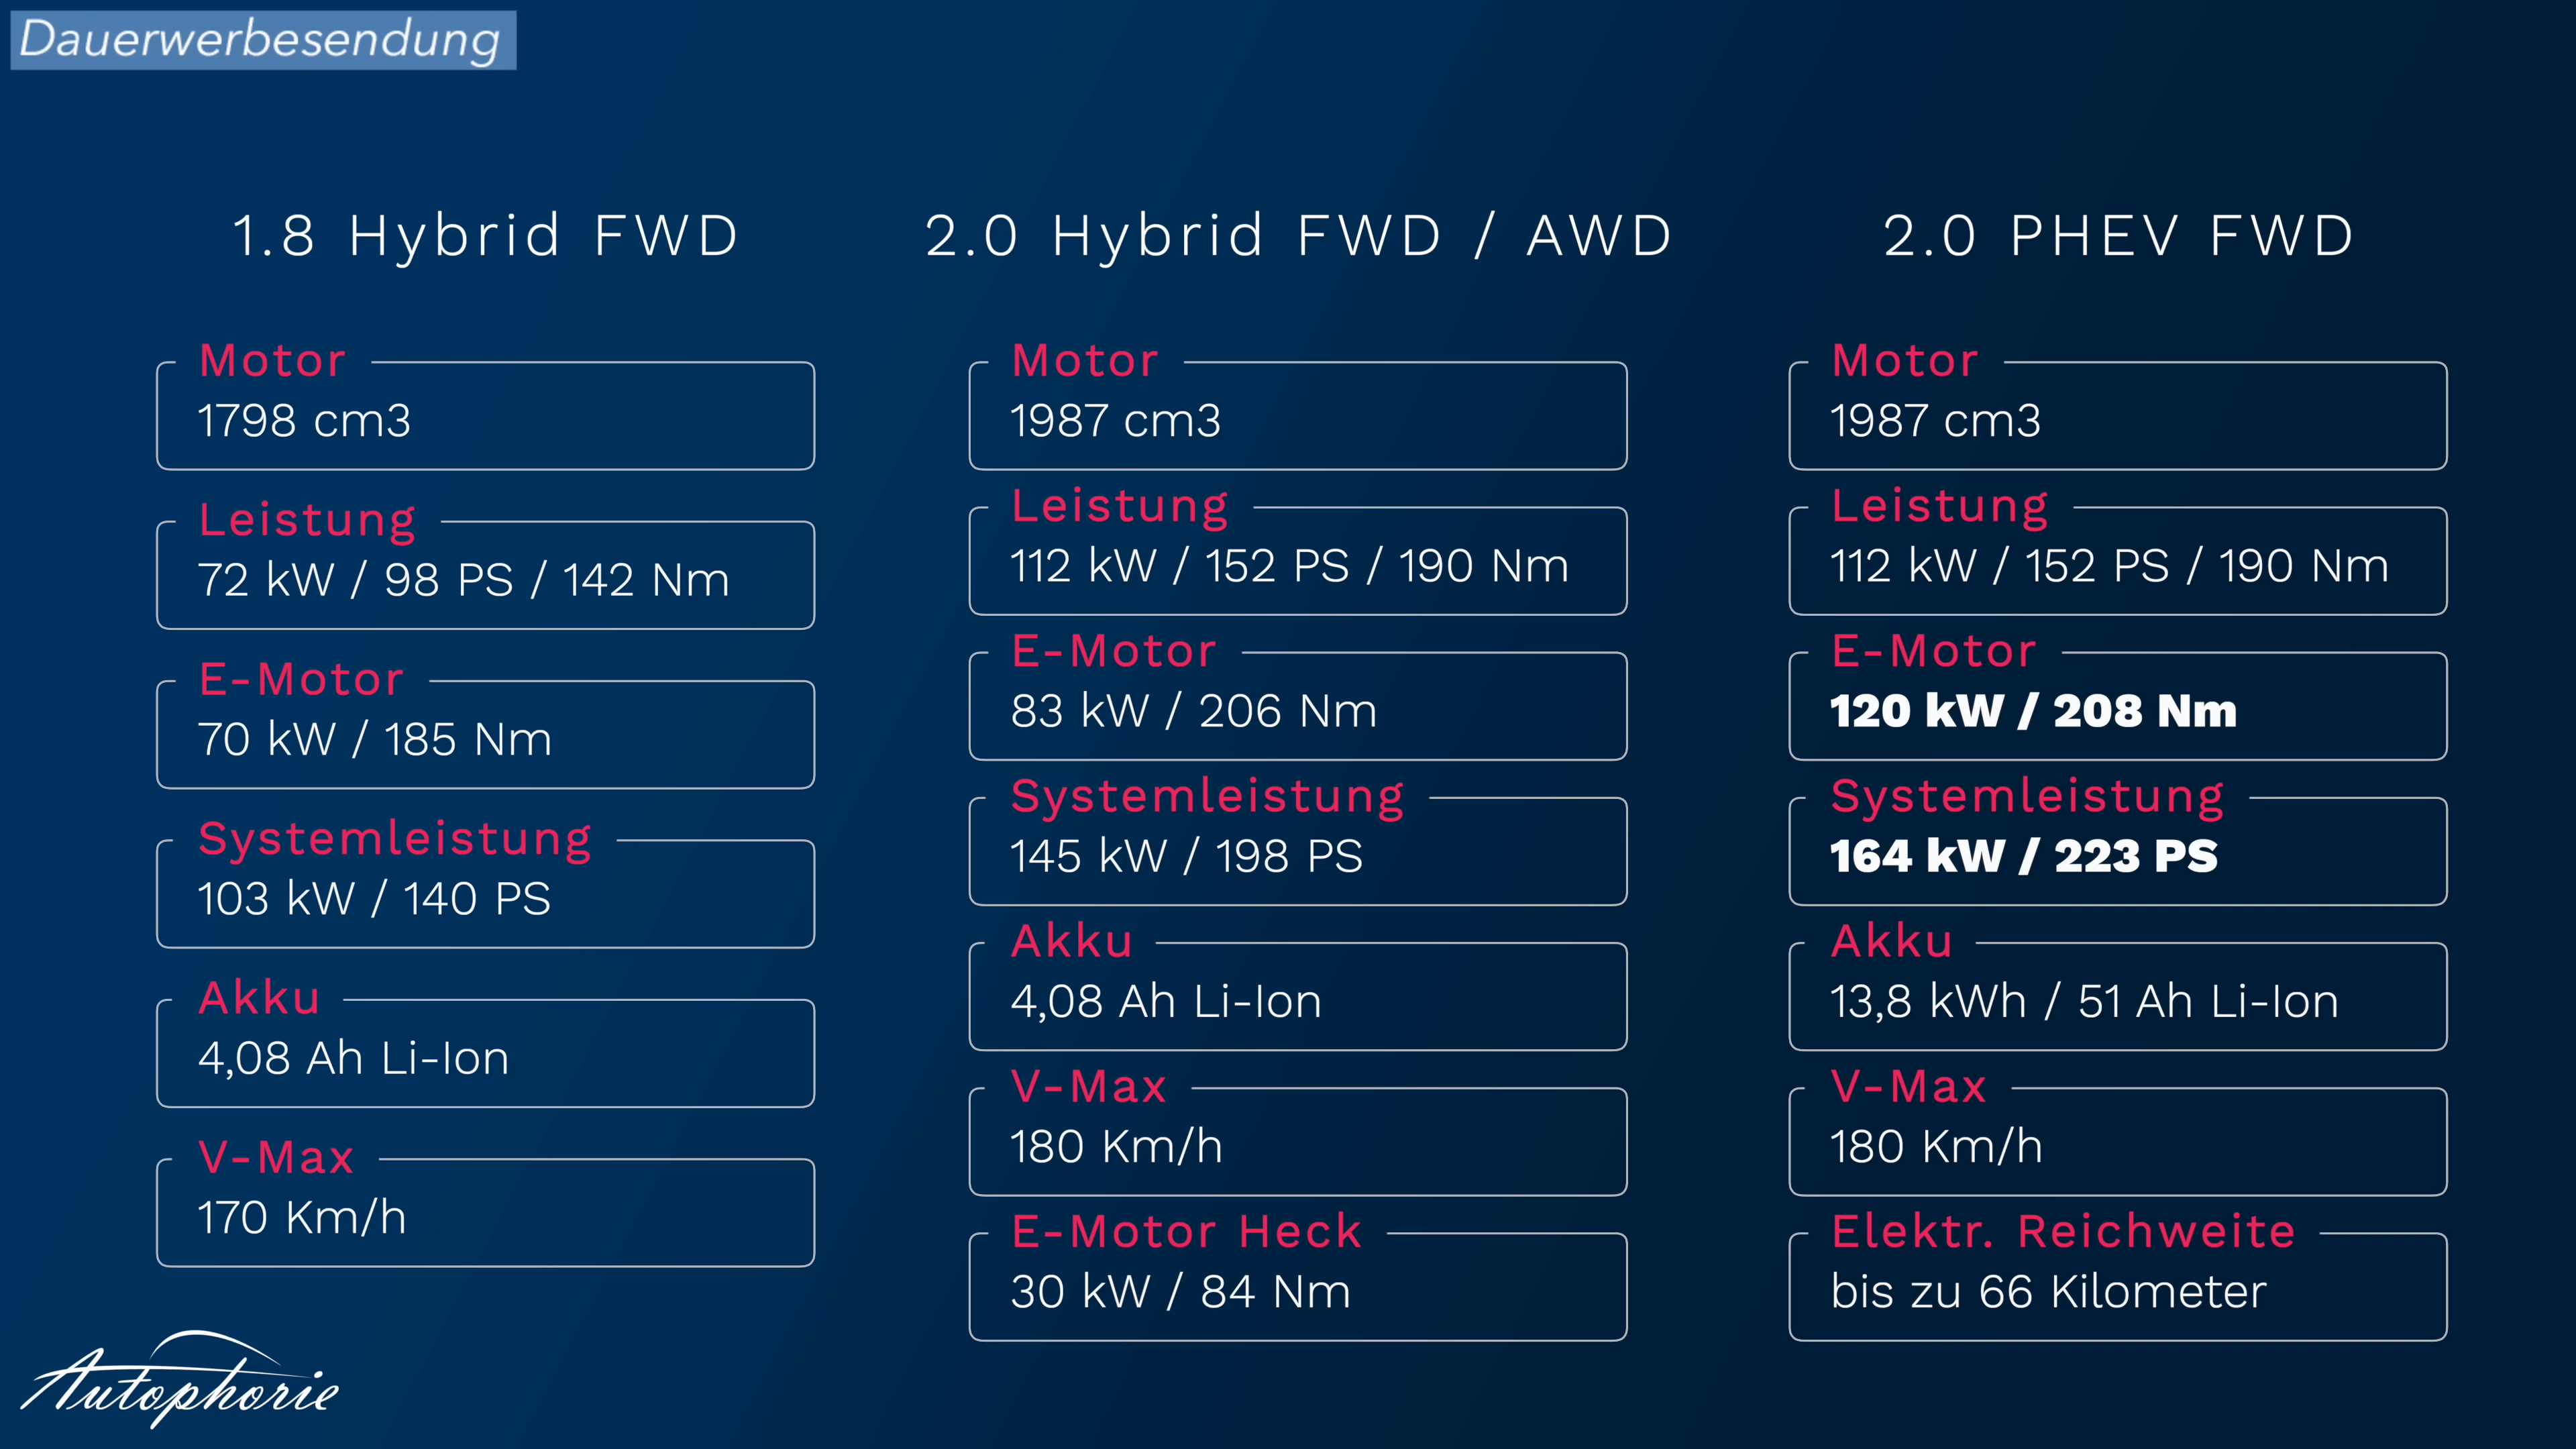 Dauerwerbesendung
1.8 Hybrid FWD
Motor
1798 cm3
Leistung
72 kW / 98 PS / 142 Nm
E-Motor
70 kW / 185 Nm
Systemleistung
103 kW / 140 PS
Akku
4,08 Ah Li-Ion
V-Max
170 Km/h
2.0 Hybrid FWD / AWD
Motor
1987 cm3
Leistung
112 kW / 152 PS / 190 Nm
E-Motor
83 kW / 206 Nm
Systemleistung
145 kW / 198 PS
Akku
4,08 Ah Li-Ion
V-Max
180 Km/h
E-Motor Heck
30 kW / 84 Nm
2.0 PHEV FWD
Motor
1987 cm3
Leistung
112 kW / 152 PS / 190 Nm
E-Motor
120 kW / 208 Nm
Systemleistung
164 kW / 223 PS
Akku
13,8 kWh / 51 Ah Li-Ion
V-Max
180 Km/h
Elektr. Reichweite
bis zu 66 Kilometer
Autophorie